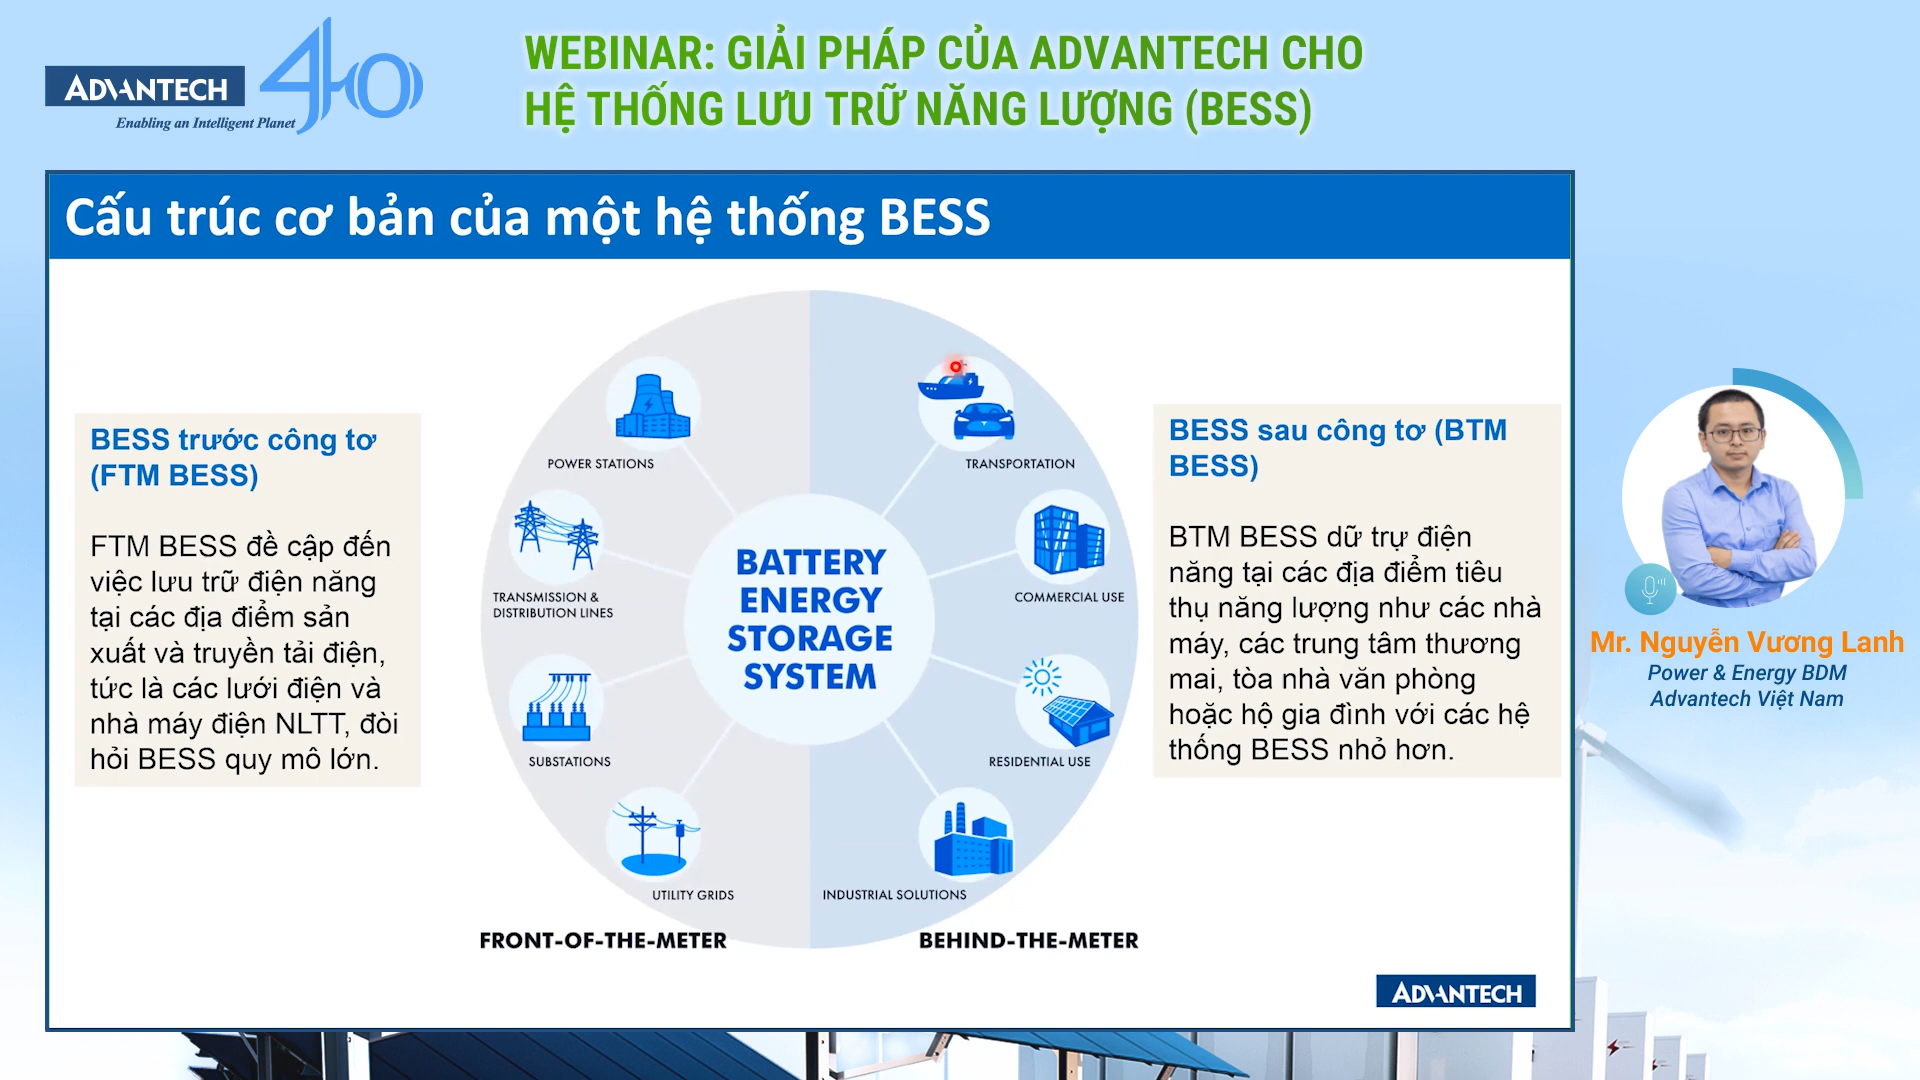 ADVANTECH
Enabling an Intelligent Planet
40
WEBINAR: GIẢI PHÁP CỦA ADVANTECH CHO
HỆ THỐNG LƯU TRỮ NĂNG LƯỢNG (BESS)
Cấu trúc cơ bản của một hệ thống BESS
BESS trước công tơ
(FTM BESS)
FTM BESS đề cập đến
việc lưu trữ điện năng
tại các địa điểm sản
xuất và truyền tải điện,
tức là các lưới điện và
nhà máy điện NLTT, đòi
hỏi BESS quy mô lớn.
POWER STATIONS
TRANSMISSION &
DISTRIBUTION LINES
SUBSTATIONS
UTILITY GRIDS
FRONT-OF-THE-METER
BATTERY
ENERGY
STORAGE
SYSTEM
TRANSPORTATION
COMMERCIAL USE
RESIDENTIAL USE
INDUSTRIAL SOLUTIONS
BEHIND-THE-METER
BESS sau công tơ (BTM
BESS)
BTM BESS dữ trự điện
năng tại các địa điểm tiêu
thụ năng lượng như các nhà
máy, các trung tâm thương
mai, tòa nhà văn phòng
hoặc hộ gia đình với các hệ
thống BESS nhỏ hơn.
ADVANTECH
Mr. Nguyễn Vương Lanh
Power & Energy BDM
Advantech Việt Nam